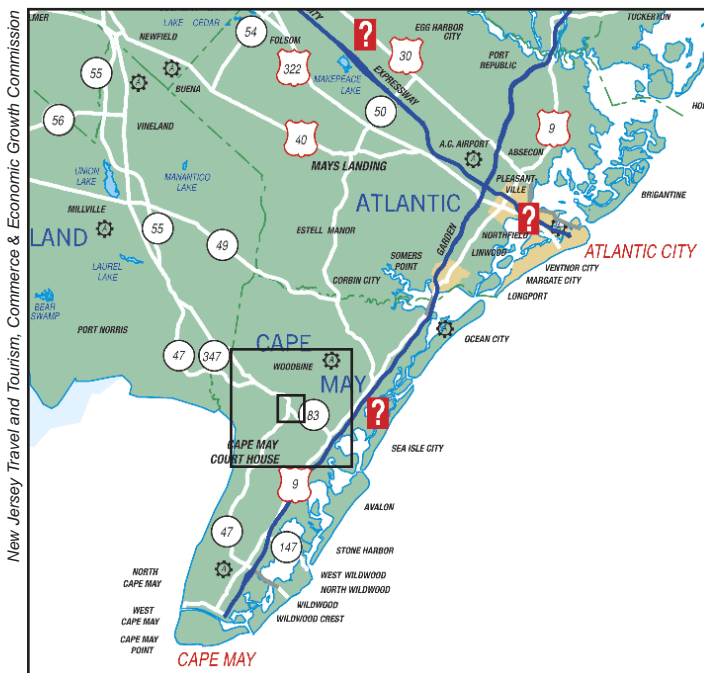 New Jersey Travel and Tourism, Commerce & Economic Growth Commission
LMER
LAKE CEDAR
NEWFIELD
54
FOLSOM
CITY
?
EGG HARBOR
CITY
TUCKERTON
30
PORT
REPUBLIC
55
322
MAKEPEACE
LAKE
EXPRESSWAY
A
A
BUENA
50
HO
56
VINELAND
40
9
A.C. AIRPORT
A
ABSECON
MAYS LANDING
UNION
LAKE
MANANTICO
LAKE
PLEASANT-
VILLE
BRIGANTINE
ATLANTIC
MILLVILLE
A
?
LAND
55
ESTELL MANOR
GARDEN
NORTHFIELD
49
SOMERS
POINT
LINWOOD
ATLANTIC CITY
LAUREL
LAKE
VENTNOR CITY
CORBIN CITY
MARGATE CITY
BEAR
SWAMP
LONGPORT
PORT NORRIS
A
OCEAN CITY
47
347
CAPE
WOODBINE
A
MAY
83
?
CAPE MAY
COURT HOUSE
SEA ISLE CITY
9
AVALON
47
147
STONE HARBOR
NORTH
CAPE MAY
A
WEST WILDWOOD
NORTH WILDWOOD
WEST
CAPE MAY
WILDWOOD
WILDWOOD CREST
CAPE MAY
POINT
CAPE MAY